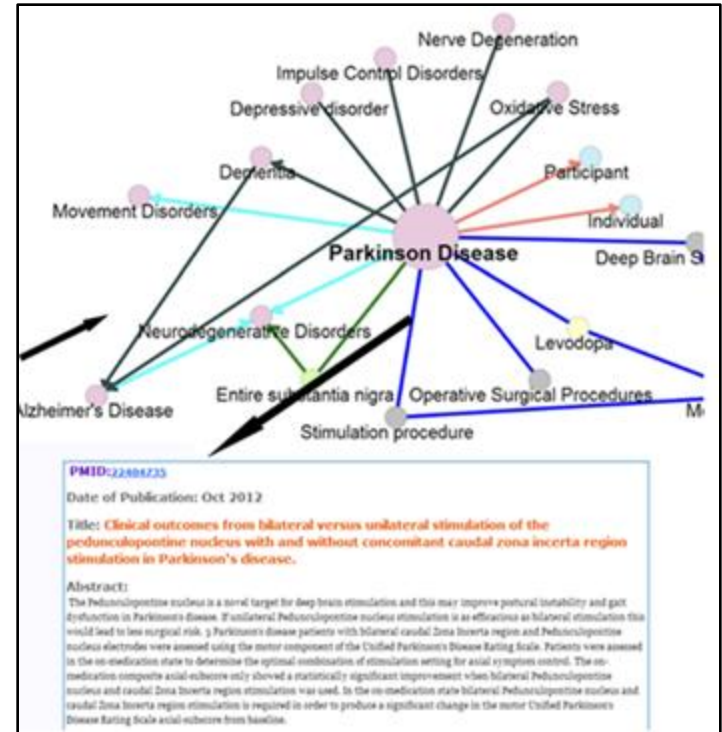 Nerve Degeneration
Impulse Control Disorders
Depressive disorder
Oxidative Stress
Dementia
Participant
Movement Disorders
Individual
Parkinson Disease
Deep Brain S
Neurodegenerative Disorders
Levodopa
Entire substantia nigra
Operative Surgical Procedures
Alzheimer's Disease
M
Stimulation procedure
PMID:22404735
Date of Publication: Oct 2012
Title: Clinical outcomes from bilateral versus unilateral stimulation of the
pedunculopontine nucleus with and without concomitant caudal zona incerta region
stimulation in Parkinson's disease.
Abstract:
The Pedunculopontine nucleus is a novel target for deep brain stimulation and this may improve postural instability and gait
dysfunction in Parkinson's disease. If unilateral Pedunculopontine nucleus stimulation is as efficacious as bilateral stimulation this
would lead to less surgical risk. 9 Parkinson's disease patients with bilateral caudal Zona Incerta region and Pedunculopontine
nucleus electrodes were assessed using the motor component of the Unified Parkinson's Disease Rating Scale. Patients were assessed
in the on-medication state to determine the optimal combination of stimulation setting for axial symptom control. The on-
medication composite axial-subscore only showed a statistically significant improvement when bilateral Pedunculopontine
nucleus and caudal Zona Incerta region stimulation was used. In the on-medication state bilateral Pedunculopontine nucleus and
caudal Zona Incerta region stimulation is required in order to produce a significant change in the motor Unified Parkinson's
Disease Rating Scale axial-subscore from baseline.